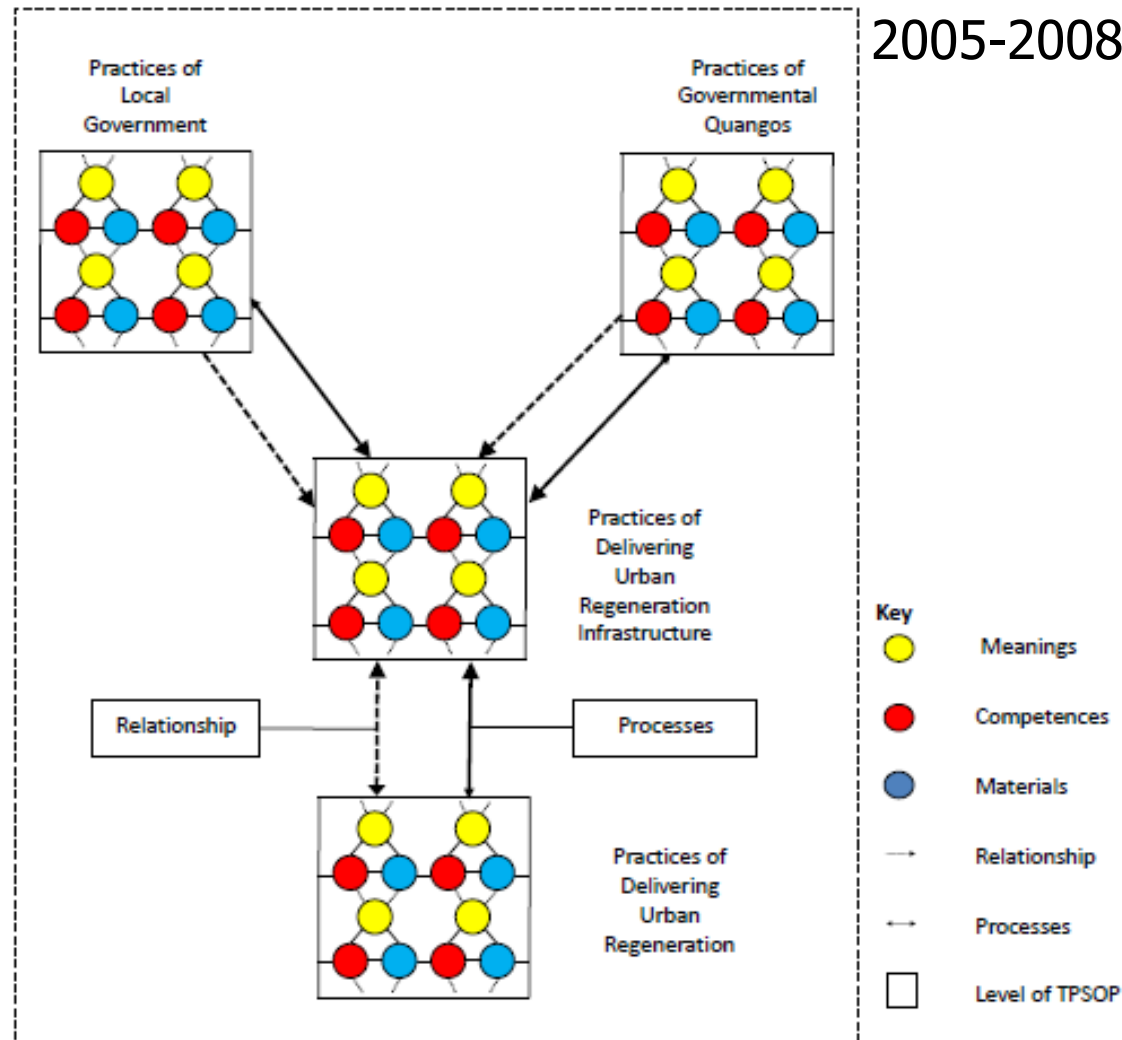 2005-2008
Practices of
Local
Government
Practices of
Governmental
Quangos
Practices of
Delivering
Urban
Regeneration
Infrastructure
Relationship
Processes
Practices of
Delivering
Urban
Regeneration
Key
Meanings
Competences
Materials
Relationship
Processes
Level of TPSOP